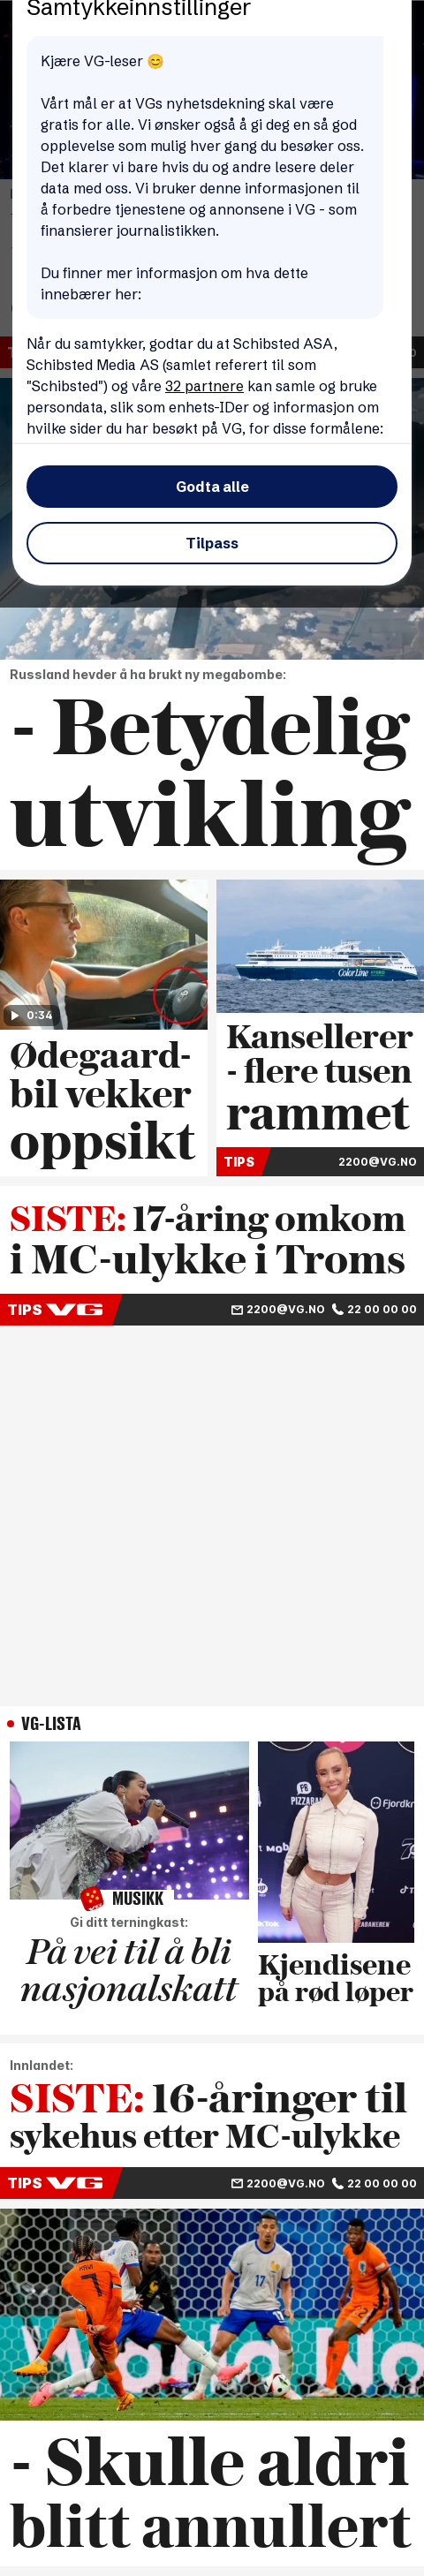 Samtykkeinnstillinger
Kjære VG-leser 😊
Vårt mål er at VGs nyhetsdekning skal være
gratis for alle. Vi ønsker også å gi deg en så god
opplevelse som mulig hver gang du besøker oss.
Det klarer vi bare hvis du og andre lesere deler
data med oss. Vi bruker denne informasjonen til
å forbedre tjenestene og annonsene i VG - som
finansierer journalistikken.
Du finner mer informasjon om hva dette
innebærer her:
Når du samtykker, godtar du at Schibsted ASA,
Schibsted Media AS (samlet referert til som
"Schibsted") og våre 32 partnere kan samle og bruke
persondata, slik som enhets-IDer og informasjon om
hvilke sider du har besøkt på VG, for disse formålene:
Godta alle
Tilpass
Russland hevder å ha brukt ny megabombe:
- Betydelig
utvikling
0:34
Ødegaard-
bil vekker
oppsikt
Color Line
Kansellerer
- flere tusen
rammet
TIPS 2200@VG.NO
SISTE: 17-åring omkom
i MC-ulykke i Troms
TIPS VG 2200@VG.NO 22 00 00 00
VG-LISTA
MUSIKK
Gi ditt terningkast:
På vei til å bli
nasjonalskatt
PIZZABA
Fjordkr
Kjendisene
på rød løper
Innlandet:
SISTE: 16-åringer til
sykehus etter MC-ulykke
TIPS VG 2200@VG.NO 22 00 00 00
XAVI
7
17
- Skulle aldri
blitt annullert